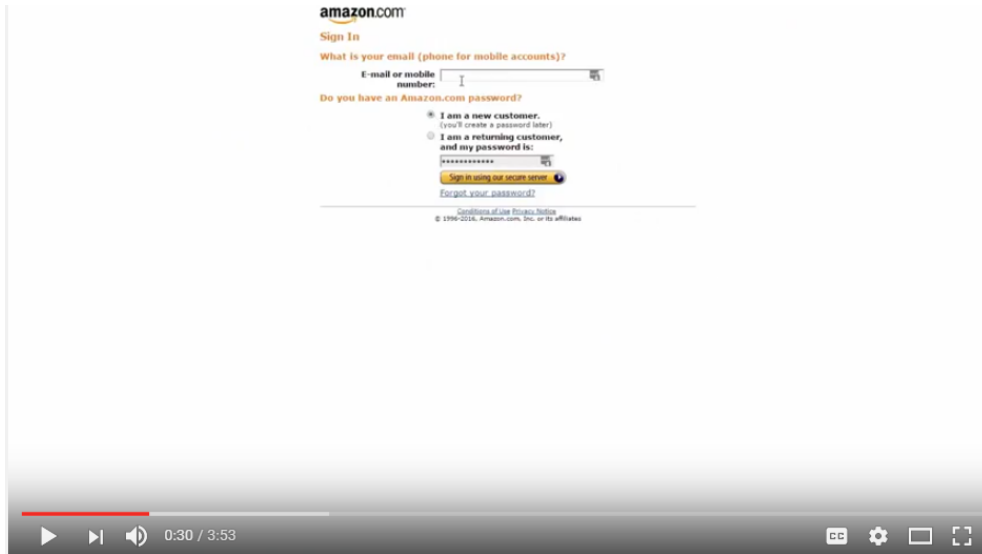 amazon.com
Sign In
What is your email (phone for mobile accounts)?
E-mail or mobile
number:
Do you have an Amazon.com password?
I am a new customer.
(you'll create a password later)
I am a returning customer,
and my password is:
Sign in using our secure server
Forgot your password?
Conditions of Use Privacy Notice
© 1996-2016, Amazon.com, Inc. or its affiliates
0:30 / 3:53
CC